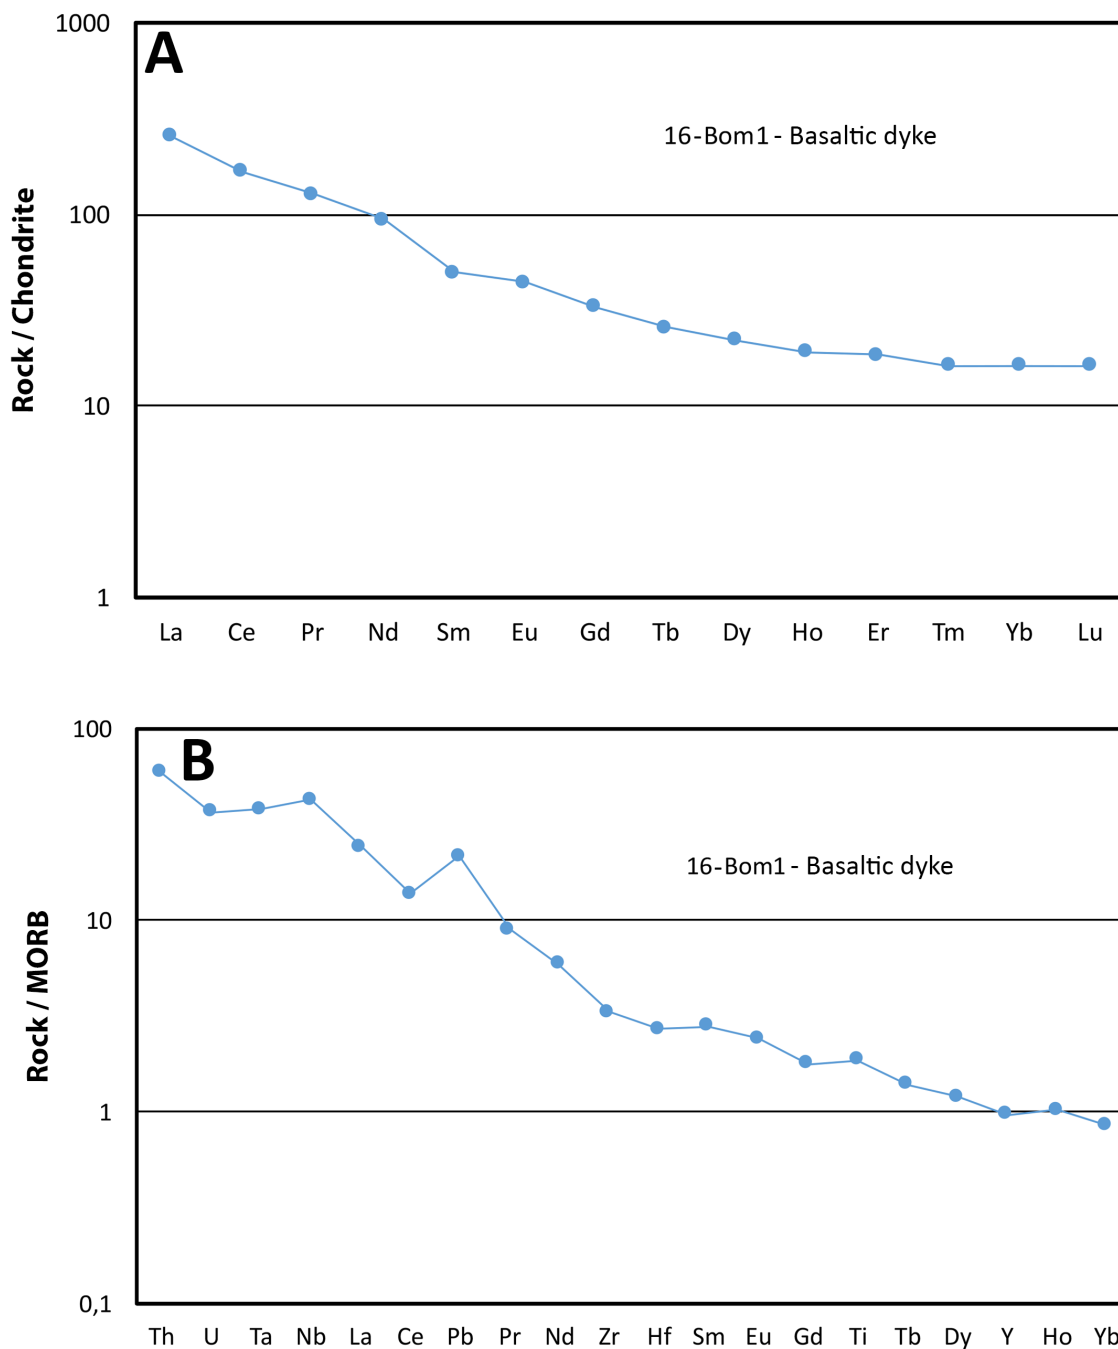 1000
A
16-Bom1 - Basaltic dyke
100
Rock / Chondrite
10
1
La Ce Pr Nd Sm Eu Gd Tb Dy Ho Er Tm Yb Lu
100
B
16-Bom1 - Basaltic dyke
10
Rock / MORB
1
0,1
Th U Ta Nb La Ce Pb Pr Nd Zr Hf Sm Eu Gd Ti Tb Dy Y Ho Yb